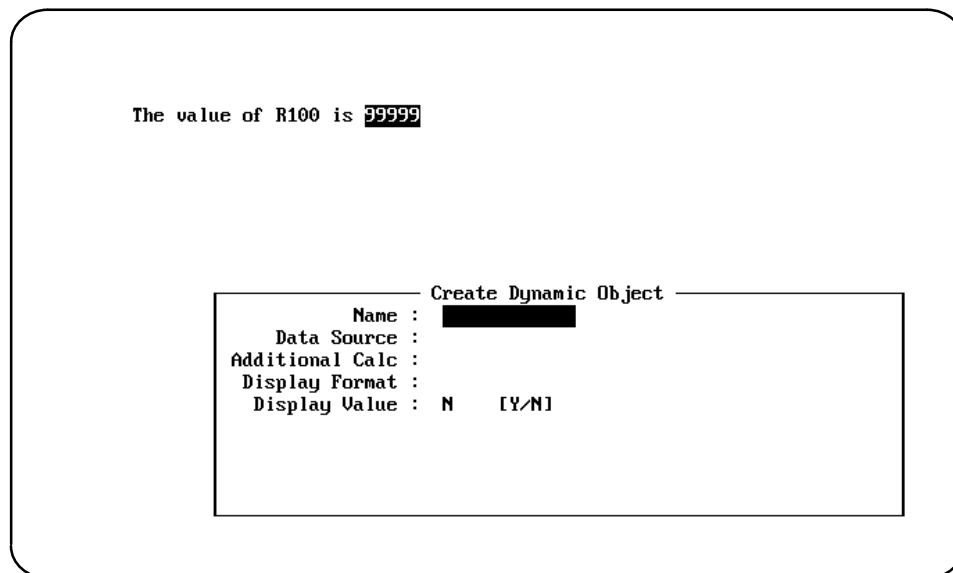 The value of R100 is 99999
Create Dynamic Object
Name :
Data Source :
Additional Calc :
Display Format :
Display Value : N [Y/N]